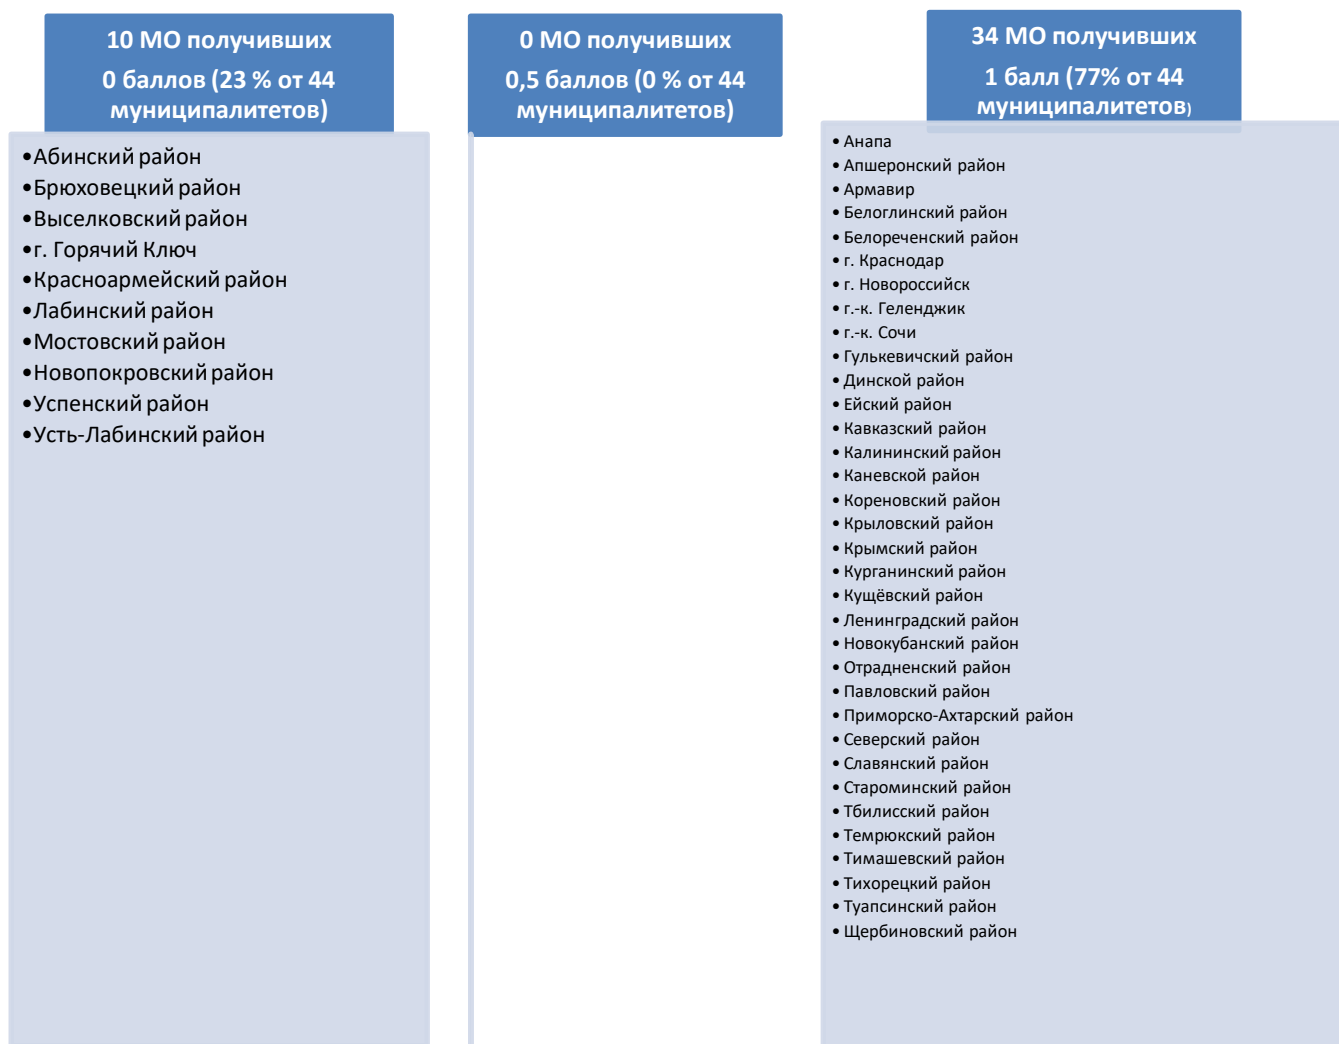 10 МО получивших
0 баллов (23 % от 44
муниципалитетов)
•Абинский район
•Брюховецкий район
•Выселковский район
•г. Горячий Ключ
•Красноармейский район
•Лабинский район
•Мостовский район
•Новопокровский район
•Успенский район
•Усть-Лабинский район
0 МО получивших
0,5 баллов (0 % от 44
муниципалитетов)
34 МО получивших
1 балл (77% от 44
муниципалитетов)
• Анапа
• Апшеронский район
• Армавир
• Белоглинский район
• Белореченский район
• г. Краснодар
• г. Новороссийск
• г.-к. Геленджик
• г.-к. Сочи
• Гулькевичский район
• Динской район
• Ейский район
• Кавказский район
• Калининский район
• Каневской район
• Кореновский район
• Крыловский район
• Крымский район
• Курганинский район
• Кущёвский район
• Ленинградский район
• Новокубанский район
• Отрадненский район
• Павловский район
• Приморско-Ахтарский район
• Северский район
• Славянский район
• Староминский район
• Тбилисский район
• Темрюкский район
• Тимашевский район
• Тихорецкий район
• Туапсинский район
• Щербиновский район